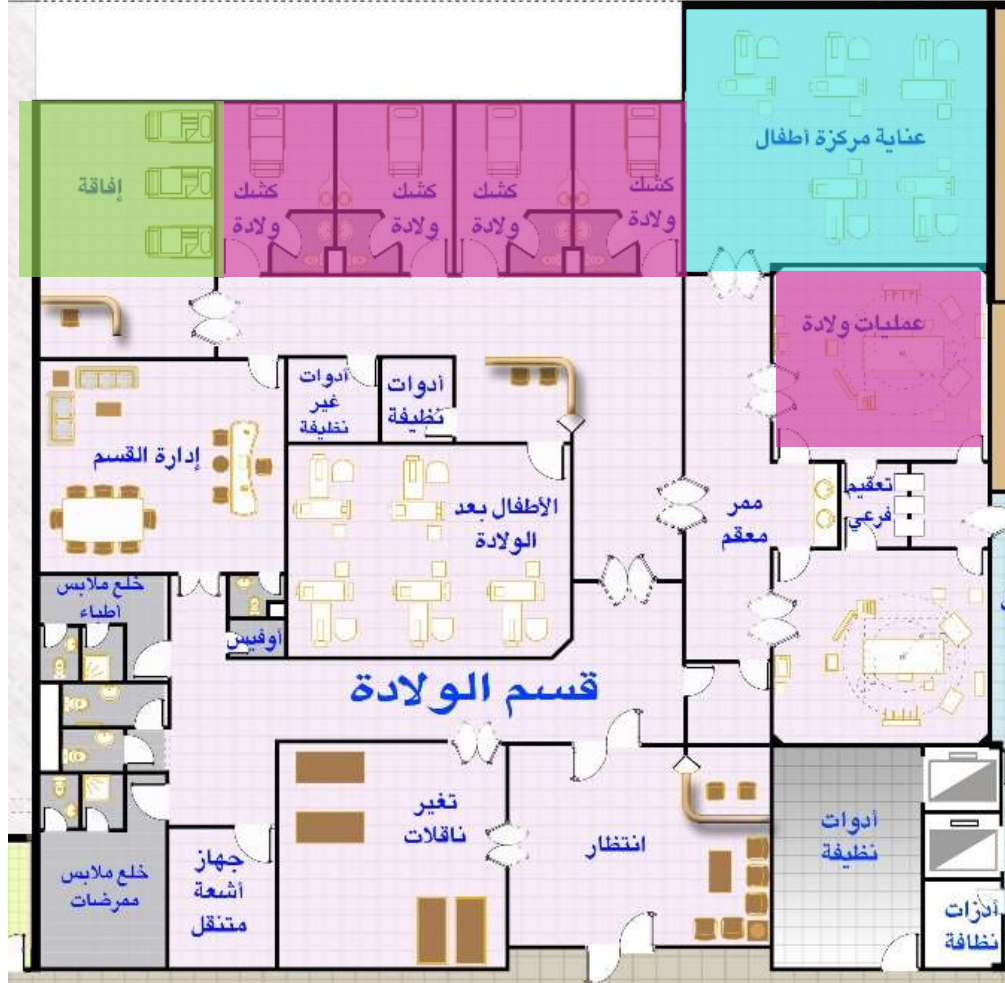 عناية مركزة أطفال
إفاقة
كشك
ولادة
كشك
ولادة
كشك
ولادة
كشك
ولادة
عمليات ولادة
أدوات
غير
نظيفة
أدوات
نظيفة
إدارة القسم
الأطفال بعد
الولادة
ممر
معقم
تعقيم
فرعي
خلع ملابس
أطباء
أوفيس
قسم الولادة
تغير
ناقلات
انتظار
أدوات
نظيفة
خلع ملابس
ممرضات
جهاز
أشعة
متنقل
أدزات
نظافة